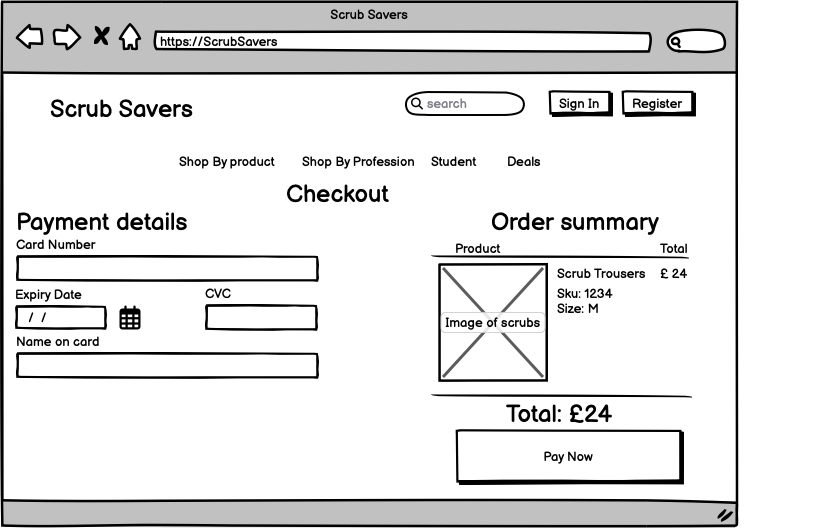 Scrub Savers
https://ScrubSavers
Scrub Savers
search
Sign In
Register
Shop By product
Shop By Profession
Student
Deals
Checkout
Payment details
Card Number
Expiry Date
CVC
/ /
Name on card
Order summary
Product
Total
Scrub Trousers
£ 24
Sku: 1234
Size: M
Image of scrubs
Total: £24
Pay Now